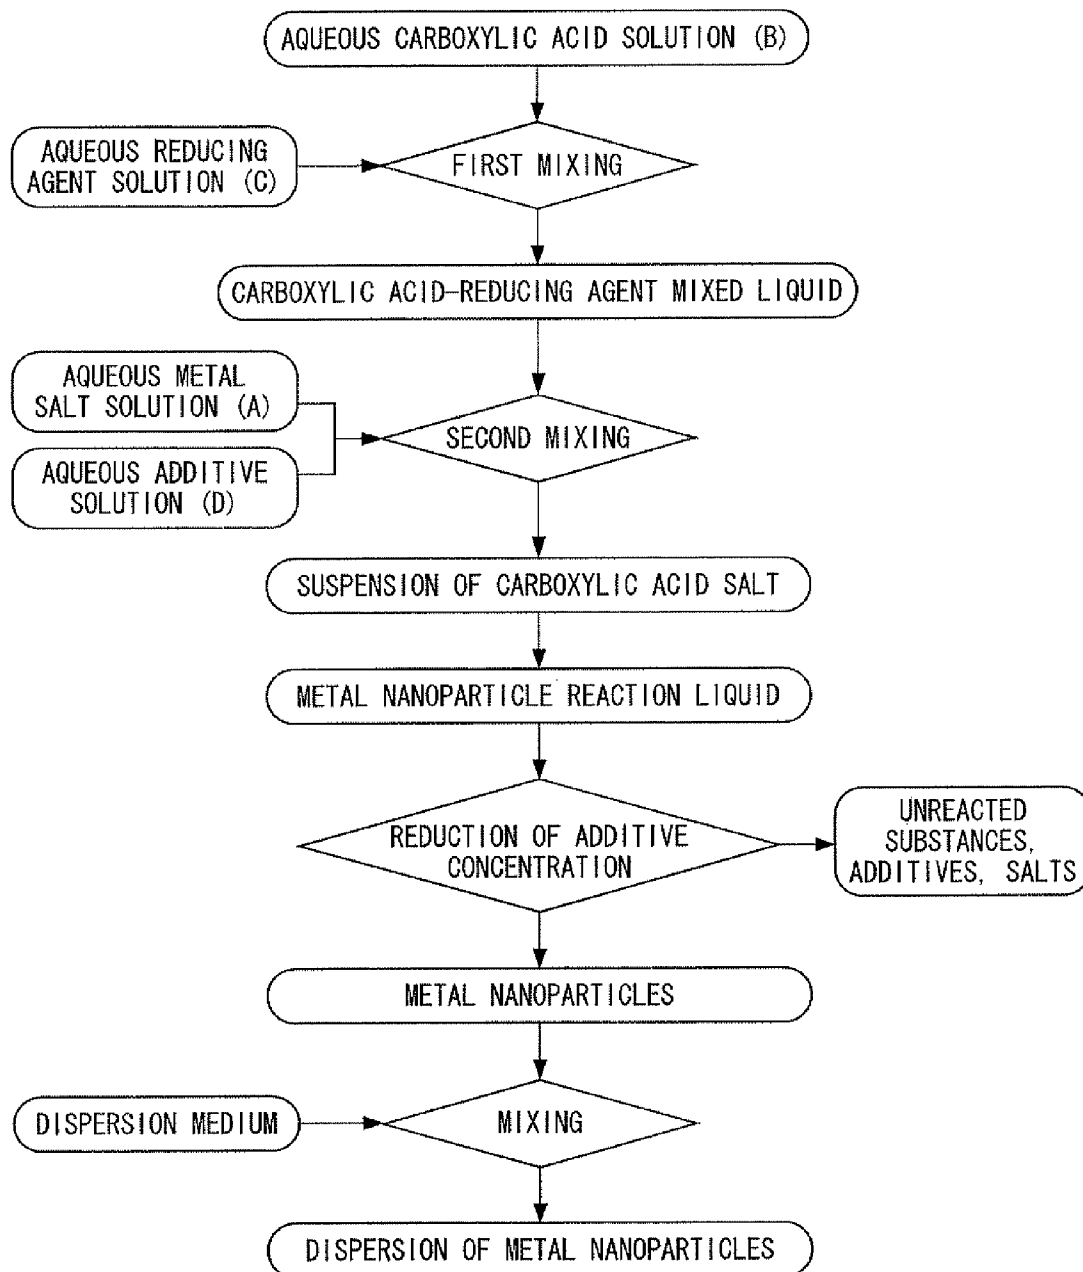 AQUEOUS CARBOXYLIC ACID SOLUTION (B)
AQUEOUS REDUCING
AGENT SOLUTION (C)
FIRST MIXING
CARBOXYLIC ACID-REDUCING AGENT MIXED LIQUID
AQUEOUS METAL
SALT SOLUTION (A)
AQUEOUS ADDITIVE
SOLUTION (D)
SECOND MIXING
SUSPENSION OF CARBOXYLIC ACID SALT
METAL NANOPARTICLE REACTION LIQUID
REDUCTION OF ADDITIVE
CONCENTRATION
UNREACTED
SUBSTANCES,
ADDITIVES, SALTS
METAL NANOPARTICLES
DISPERSION MEDIUM
MIXING
DISPERSION OF METAL NANOPARTICLES